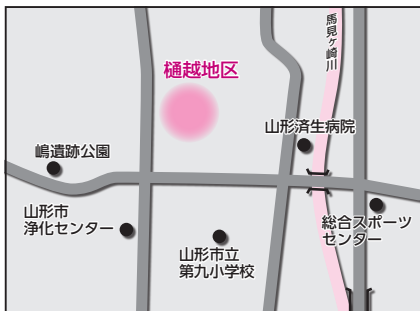 馬見ヶ崎川
樋越地区
山形済生病院
嶋遺跡公園
山形市
浄化センター
総合スポーツ
センター
山形市立
第九小学校